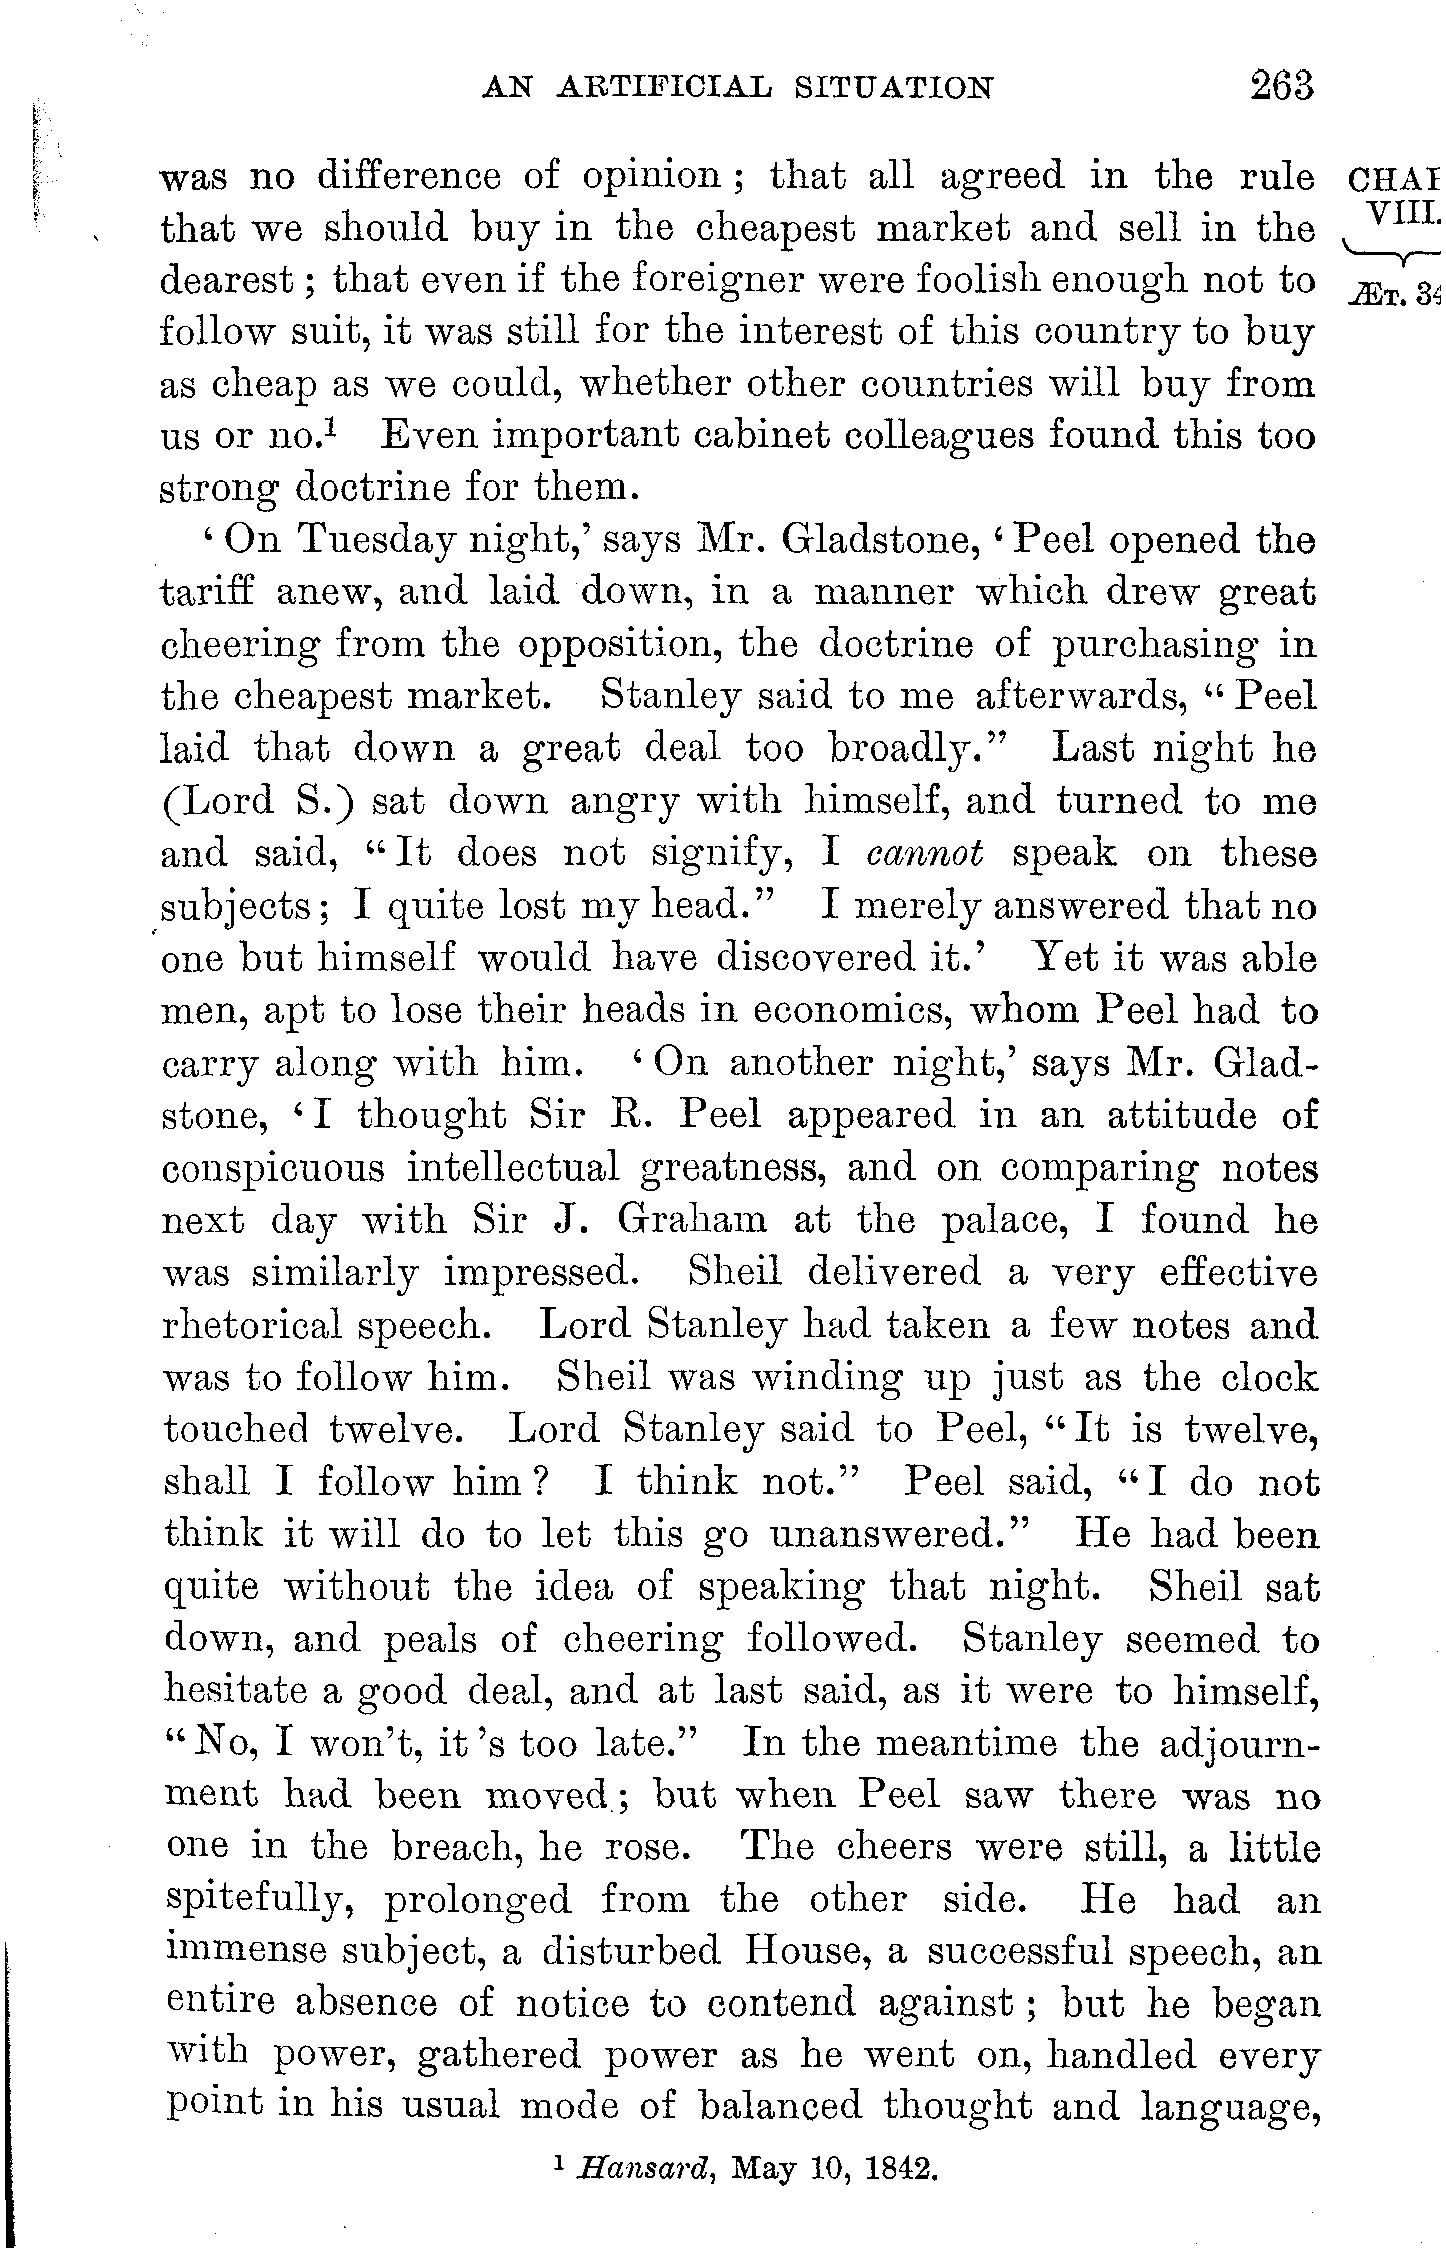 AN ARTIFICIAL SITUATION 263
was no difference of opinion ; that all agreed in the rule
that we should buy in the cheapest market and sell in the
dearest ; that even if the foreigner were foolish enough not to
follow suit, it was still for the interest of this country to buy
as cheap as we could, whether other countries will buy from
us or no.¹ Even important cabinet colleagues found this too
strong doctrine for them.
‘ On Tuesday night,’ says Mr. Gladstone, ‘ Peel opened the
tariff anew, and laid down, in a manner which drew great
cheering from the opposition, the doctrine of purchasing in
the cheapest market. Stanley said to me afterwards, “ Peel
laid that down a great deal too broadly.” Last night he
(Lord S.) sat down angry with himself, and turned to me
and said, “ It does not signify, I cannot speak on these
subjects ; I quite lost my head.” I merely answered that no
one but himself would have discovered it.’ Yet it was able
men, apt to lose their heads in economics, whom Peel had to
carry along with him. ‘ On another night,’ says Mr. Glad-
stone, ‘ I thought Sir R. Peel appeared in an attitude of
conspicuous intellectual greatness, and on comparing notes
next day with Sir J. Graham at the palace, I found he
was similarly impressed. Sheil delivered a very effective
rhetorical speech. Lord Stanley had taken a few notes and
was to follow him. Sheil was winding up just as the clock
touched twelve. Lord Stanley said to Peel, “ It is twelve,
shall I follow him ? I think not.” Peel said, “ I do not
think it will do to let this go unanswered.” He had been
quite without the idea of speaking that night. Sheil sat
down, and peals of cheering followed. Stanley seemed to
hesitate a good deal, and at last said, as it were to himself,
“ No, I won’t, it ’s too late.” In the meantime the adjourn-
ment had been moved ; but when Peel saw there was no
one in the breach, he rose. The cheers were still, a little
spitefully, prolonged from the other side. He had an
immense subject, a disturbed House, a successful speech, an
entire absence of notice to contend against ; but he began
with power, gathered power as he went on, handled every
point in his usual mode of balanced thought and language,
¹ Hansard, May 10, 1842.
CHAP
VIII.
ÆT. 34